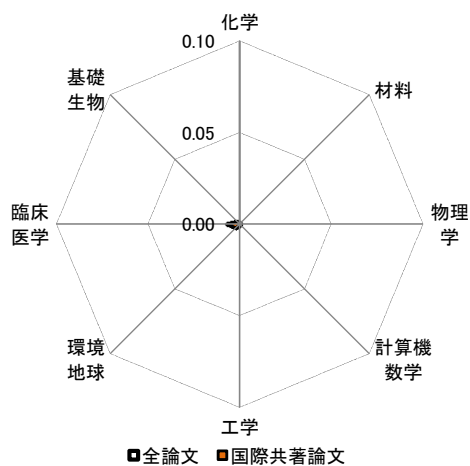 化学
0.10
基礎
生物
材料
0.05
臨床
医学
0.00
物理
学
環境
地球
計算機
数学
工学
全論文 国際共著論文